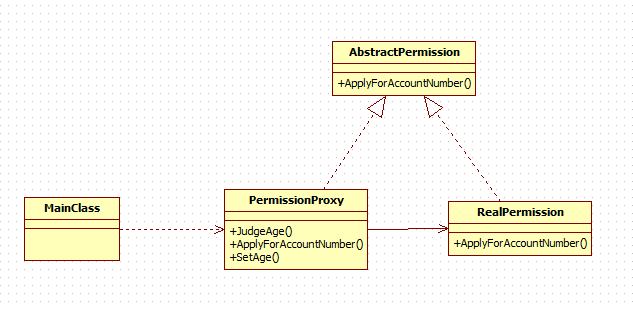 AbstractPermission
+ApplyForAccountNumber()
MainClass
PermissionProxy
+JudgeAge()
+ApplyForAccountNumber()
+SetAge()
RealPermission
+ApplyForAccountNumber()